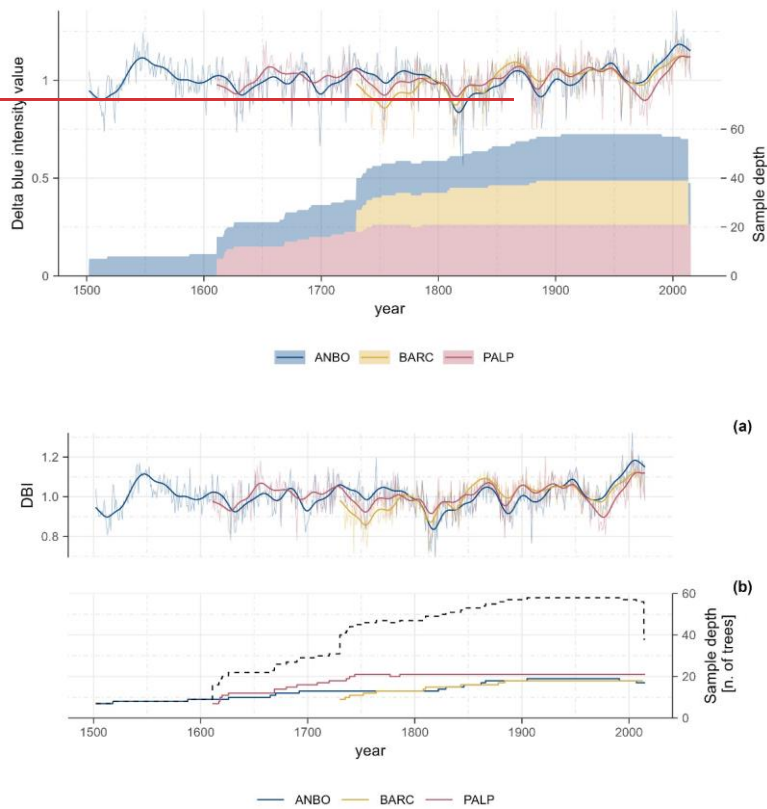 Delta blue intensity value
1
0.5
0
60
40
20
0
Sample depth
1500 1600 1700 1800 1900 2000
year
ANBO BARC PALP
(a)
DBI
1.2
1.0
0.8
(b)
60
40
20
0
Sample depth
[n. of trees]
1500 1600 1700 1800 1900 2000
year
ANBO BARC PALP